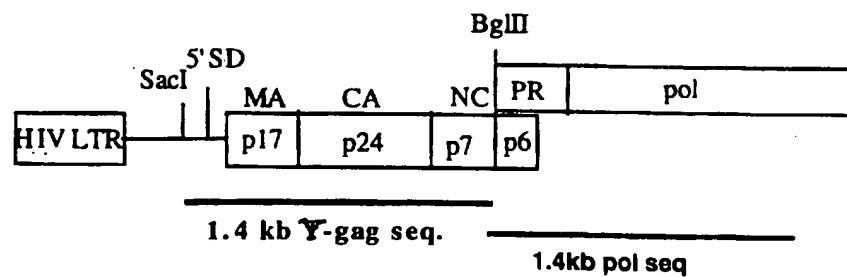 BglII
5' SD
SacI
MA CA NC PR pol
HIV LTR p17 p24 p7 p6
1.4 kb Ψ-gag seq.
1.4kb pol seq